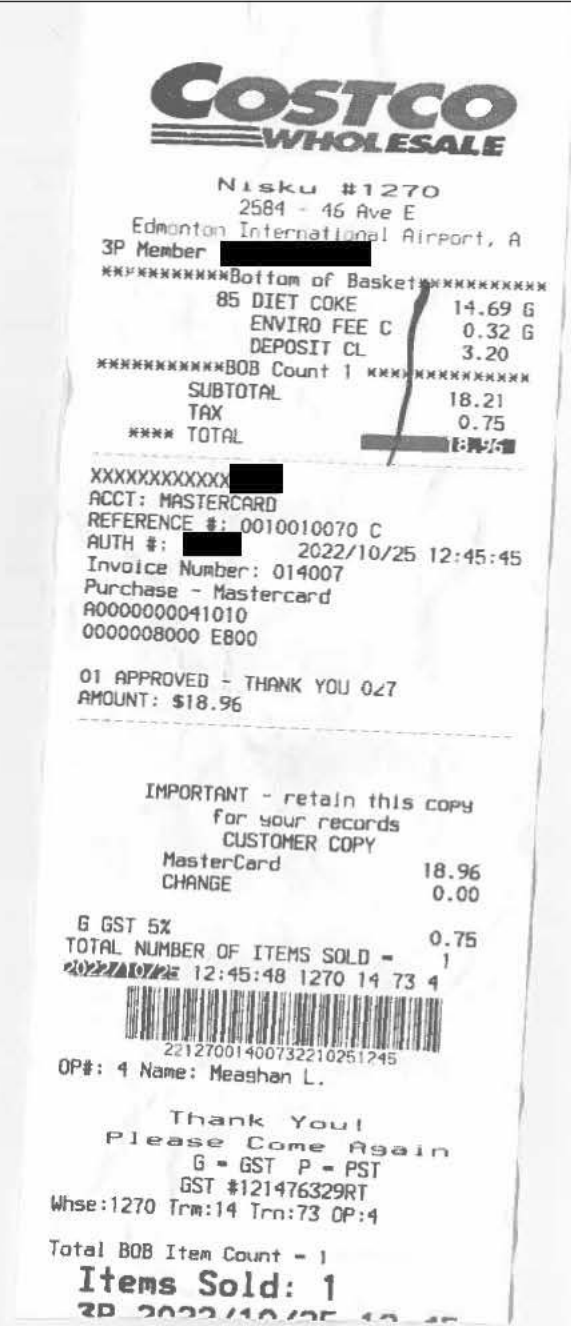 COSTCO
WHOLESALE
Nisku #1270
2584 - 46 Ave E
Edmonton International Airport, A
3P Member
***********Bottom of Basket***********
85 DIET COKE 14.69 G
ENVIRO FEE C 0.32 G
DEPOSIT CL 3.20
************BOB Count 1 **************
SUBTOTAL 18.21
TAX 0.75
**** TOTAL 18.96
XXXXXXXXXXXX
ACCT: MASTERCARD
REFERENCE #: 0010010070 C
AUTH #: 2022/10/25 12:45:45
Invoice Number: 014007
Purchase - Mastercard
A0000000041010
0000008000 E800
01 APPROVED - THANK YOU 027
AMOUNT: $18.96
IMPORTANT - retain this copy
for your records
CUSTOMER COPY
MasterCard 18.96
CHANGE 0.00
G GST 5% 0.75
TOTAL NUMBER OF ITEMS SOLD = 1
2022/10/25 12:45:48 1270 14 73 4
22127001400732210251245
OP#: 4 Name: Meaghan L.
Thank You!
Please Come Again
G = GST P = PST
GST #121476329RT
Whse:1270 Trm:14 Trn:73 OP:4
Total BOB Item Count = 1
Items Sold: 1
3P 2022/10/25 12 45